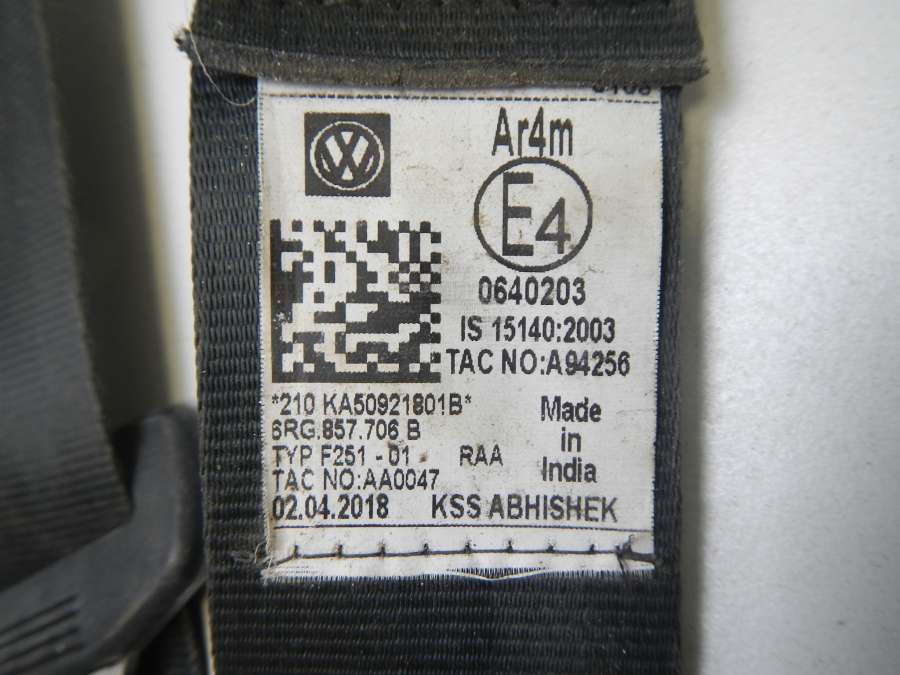 Ar4m
E4
0640203
IS 15140:2003
TAC NO:A94256
*210 KA50921801B*
6RG.857.706 B
TYP F251 - 01 RAA
TAC NO:AA0047
Made
in
India
02.04.2018 KSS ABHISHEK